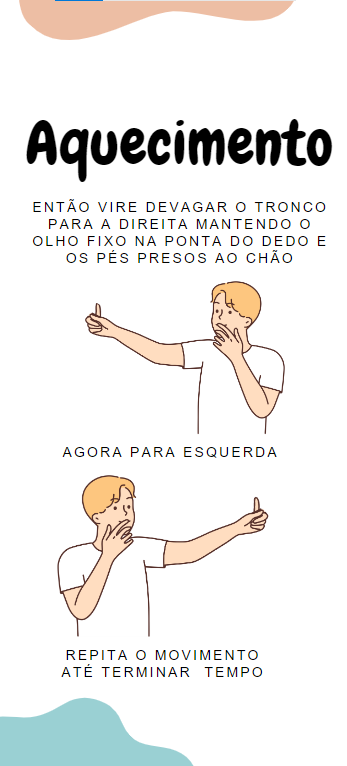 Aquecimento
ENTÃO VIRE DEVAGAR O TRONCO
PARA A DIREITA MANTENDO O
OLHO FIXO NA PONTA DO DEDO E
OS PÉS PRESOS AO CHÃO
AGORA PARA ESQUERDA
REPITA O MOVIMENTO
ATÉ TERMINAR TEMPO